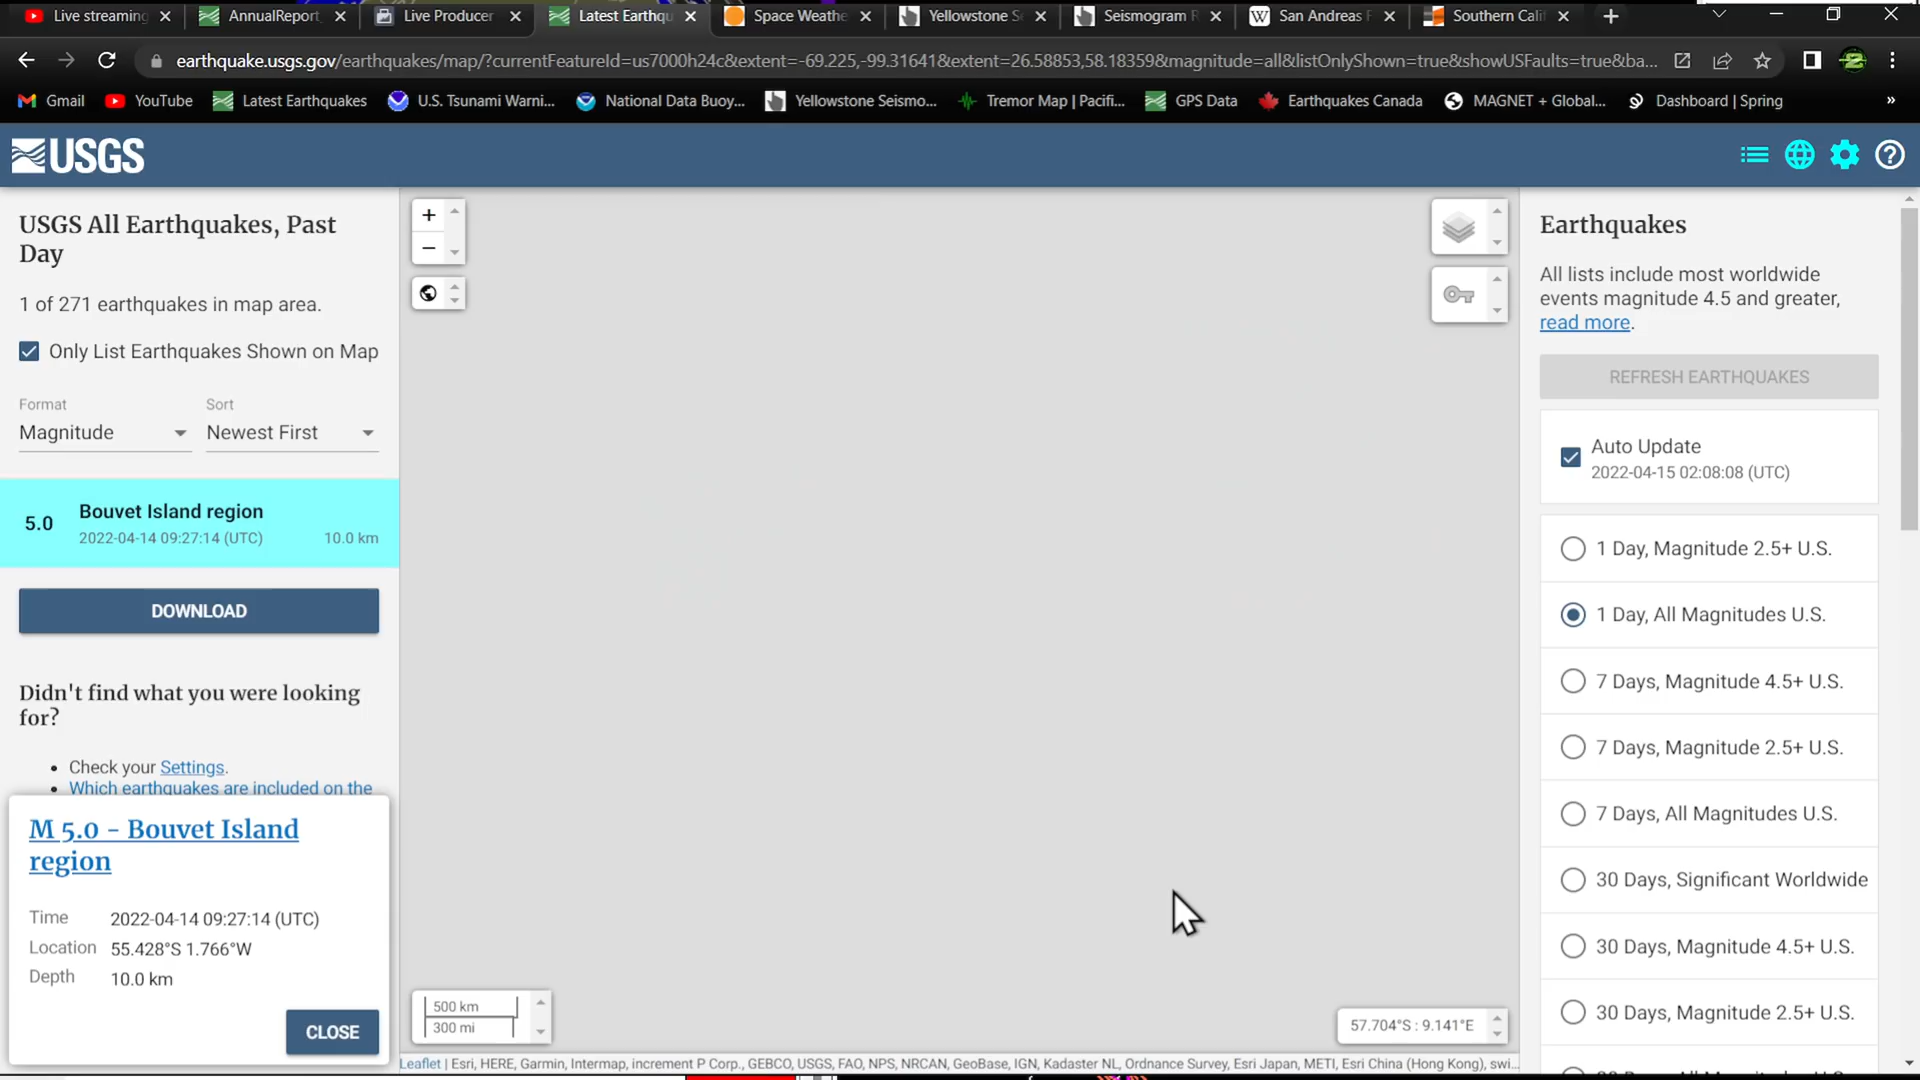 Live streaming
AnnualReport
Live Producer
Latest Earthqu
Space Weathe
Yellowstone S
Seismogram R
San Andreas F
Southern Cali
earthquake.usgs.gov/earthquakes/map/?currentFeatureId=us7000h24c&extent=-69.225,-99.31641&extent=26.58853,58.18359&magnitude=all&listOnlyShown=true&showUSFaults=true&ba...
Gmail
YouTube
Latest Earthquakes
U.S. Tsunami Warni...
National Data Buoy...
Yellowstone Seismo...
Tremor Map | Pacifi...
GPS Data
Earthquakes Canada
MAGNET + Global...
Dashboard | Spring
»
USGS
USGS All Earthquakes, Past
Day
1 of 271 earthquakes in map area.
Only List Earthquakes Shown on Map
Format
Sort
Magnitude
Newest First
5.0
Bouvet Island region
2022-04-14 09:27:14 (UTC)
10.0 km
DOWNLOAD
Didn't find what you were looking
for?
• Check your Settings.
• Which earthquakes are included on the
M 5.0 - Bouvet Island
region
Time 2022-04-14 09:27:14 (UTC)
Location 55.428°S 1.766°W
Depth 10.0 km
CLOSE
+
−
500 km
300 mi
57.704°S : 9.141°E
Leaflet | Esri, HERE, Garmin, Intermap, increment P Corp., GEBCO, USGS, FAO, NPS, NRCAN, GeoBase, IGN, Kadaster NL, Ordnance Survey, Esri Japan, METI, Esri China (Hong Kong), swi...
Earthquakes
All lists include most worldwide
events magnitude 4.5 and greater,
read more.
REFRESH EARTHQUAKES
Auto Update
2022-04-15 02:08:08 (UTC)
1 Day, Magnitude 2.5+ U.S.
1 Day, All Magnitudes U.S.
7 Days, Magnitude 4.5+ U.S.
7 Days, Magnitude 2.5+ U.S.
7 Days, All Magnitudes U.S.
30 Days, Significant Worldwide
30 Days, Magnitude 4.5+ U.S.
30 Days, Magnitude 2.5+ U.S.